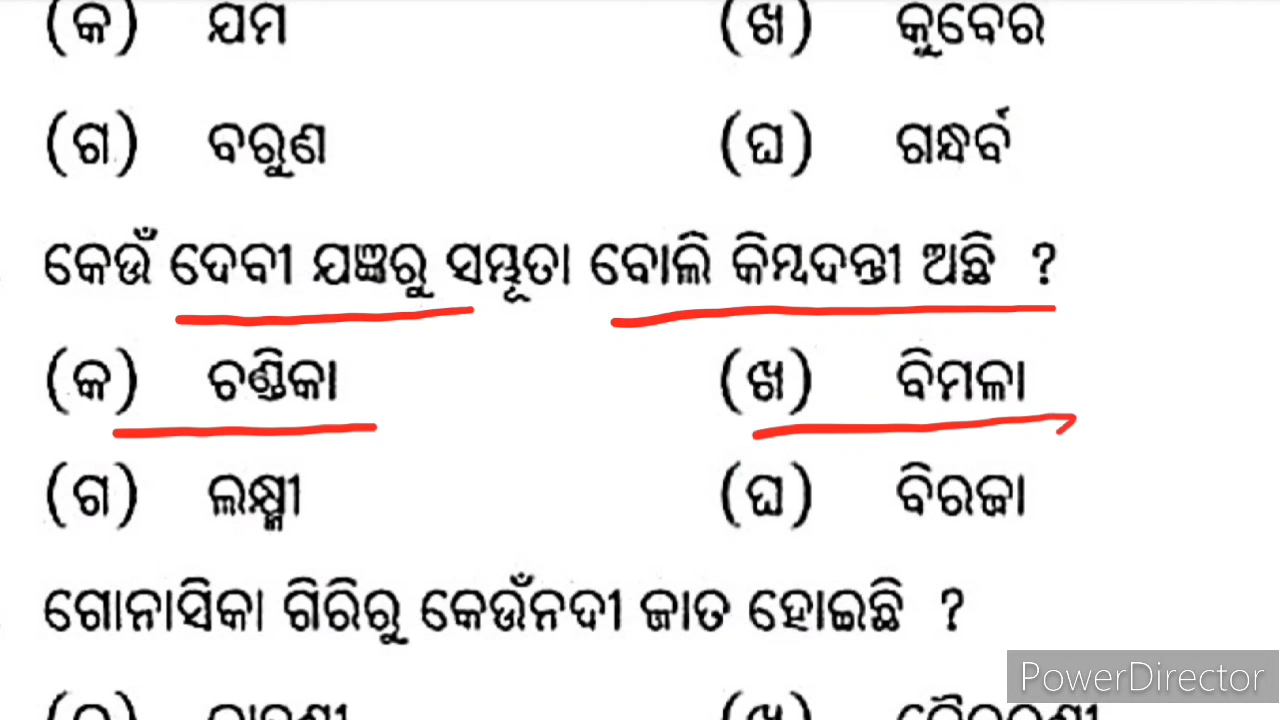 (କ) ଯମ (ଖ) କୁବେର
(ଗ) ବରୁଣ (ଘ) ଗନ୍ଧର୍ବ
କେଉଁ ଦେବୀ ଯଜ୍ଞରୁ ସମ୍ଭୂତା ବୋଲି କିମ୍ବଦନ୍ତୀ ଅଛି ?
(କ) ଚଣ୍ଡିକା (ଖ) ବିମଳା
(ଗ) ଲକ୍ଷ୍ମୀ (ଘ) ବିରଜା
ଗୋନାସିକା ଗିରିରୁ କେଉଁନଦୀ ଜାତ ହୋଇଛି ?
PowerDirector